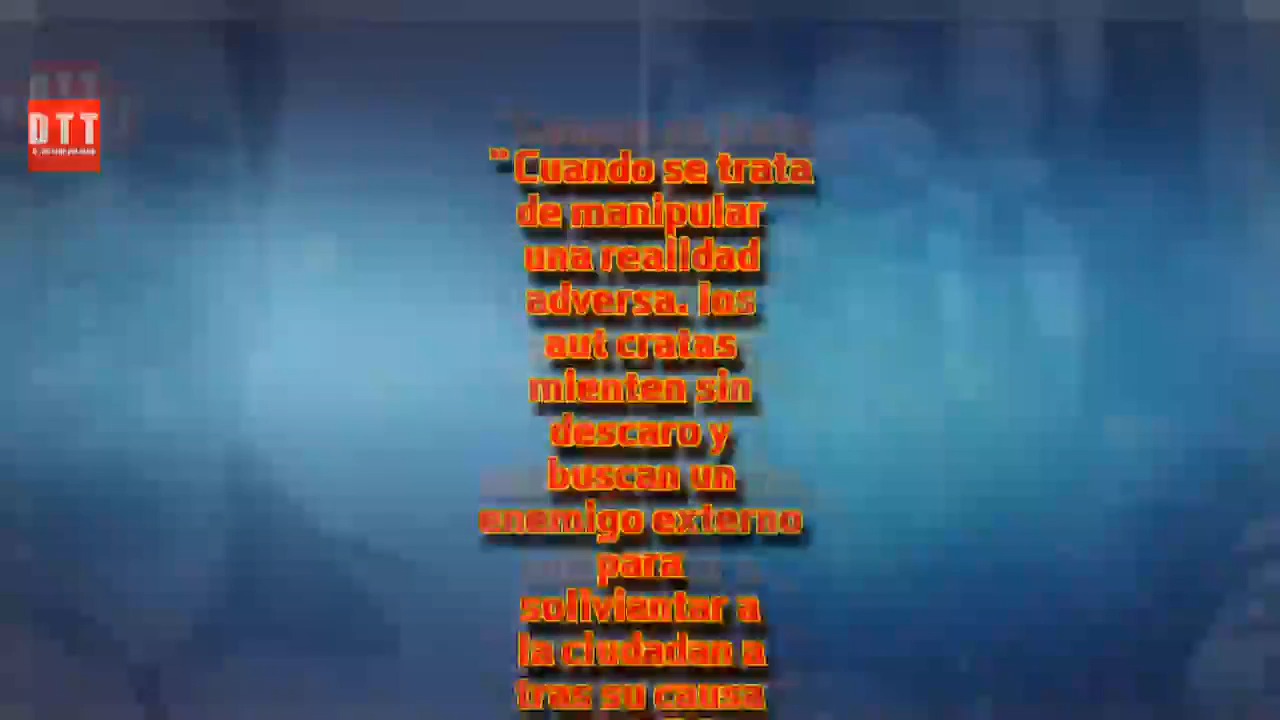 DTT
"Cuando se trata
de manipular
una realidad
adversa. los
aut cratas
mienten sin
descaro y
buscan un
enemigo externo
para
soliviantar a
la ciudadan a
tras su causa